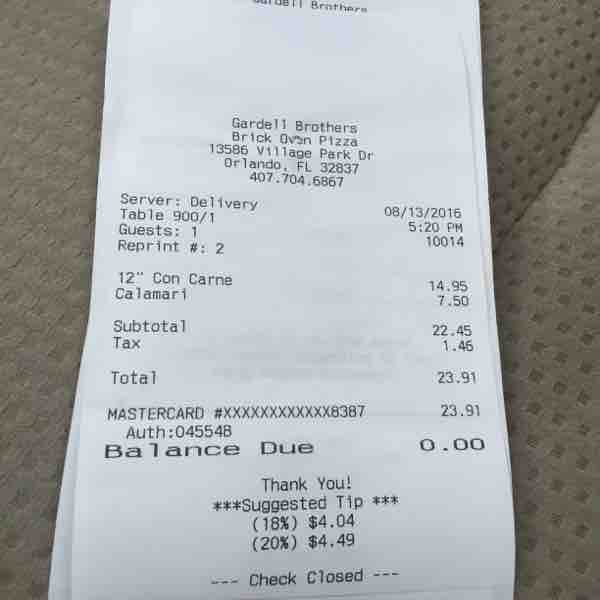 Gardell Brothers
Gardell Brothers
Brick Oven Pizza
13586 Village Park Dr
Orlando, FL 32837
407.704.6867
Server: Delivery 08/13/2016
Table 900/1 5:20 PM
Guests: 1 10014
Reprint #: 2
12" Con Carne 14.95
Calamari 7.50
Subtotal 22.45
Tax 1.46
Total 23.91
MASTERCARD #XXXXXXXXXXXX8387 23.91
Auth:04554B
Balance Due 0.00
Thank You!
***Suggested Tip ***
(18%) $4.04
(20%) $4.49
--- Check Closed ---